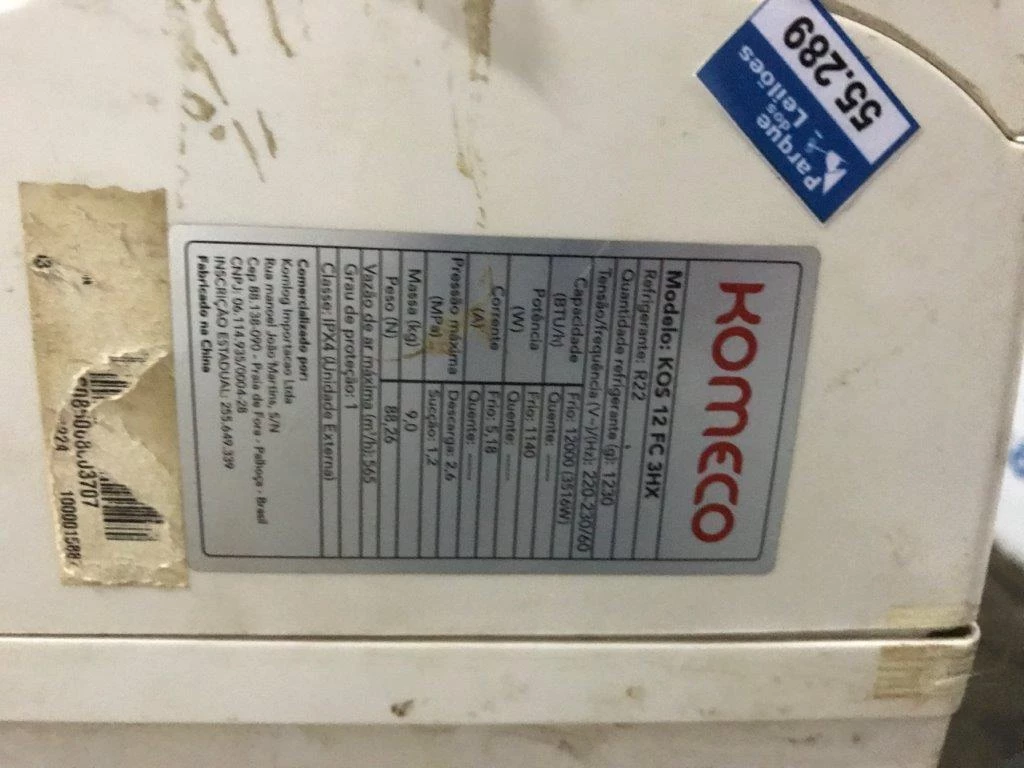 KOMECO
Modelo: KOS 12 FC 3HX
Refrigerante: R22
Quantidade refrigerante (g): 1230
Tensão/frequência (V~)/(Hz): 220-230/60
Capacidade (BTU/h) Frio: 12000 (3516W)
Quente: -----
Potência (W) Frio: 1140
Quente: -----
Corrente (A) Frio: 5,18
Quente: -----
Pressão máxima (MPa) Descarga: 2,6
Sucção: 1,2
Massa (kg) 9,0
Peso (N) 88,26
Vazão de ar máxima (m³/h): 565
Grau de proteção: 1
Classe: IPX4 (Unidade Externa)
Comercializado por:
Komlog Importacao Ltda
Rua manoel João Martins, S/N
Cep 88.138-090 - Praia de Fora - Palhoça - Brasil
CNPJ: 06.114.935/0004-28
INSCRIÇÃO ESTADUAL: 255.649.339
Fabricado na China
Parque
dos
Leilões
55.289